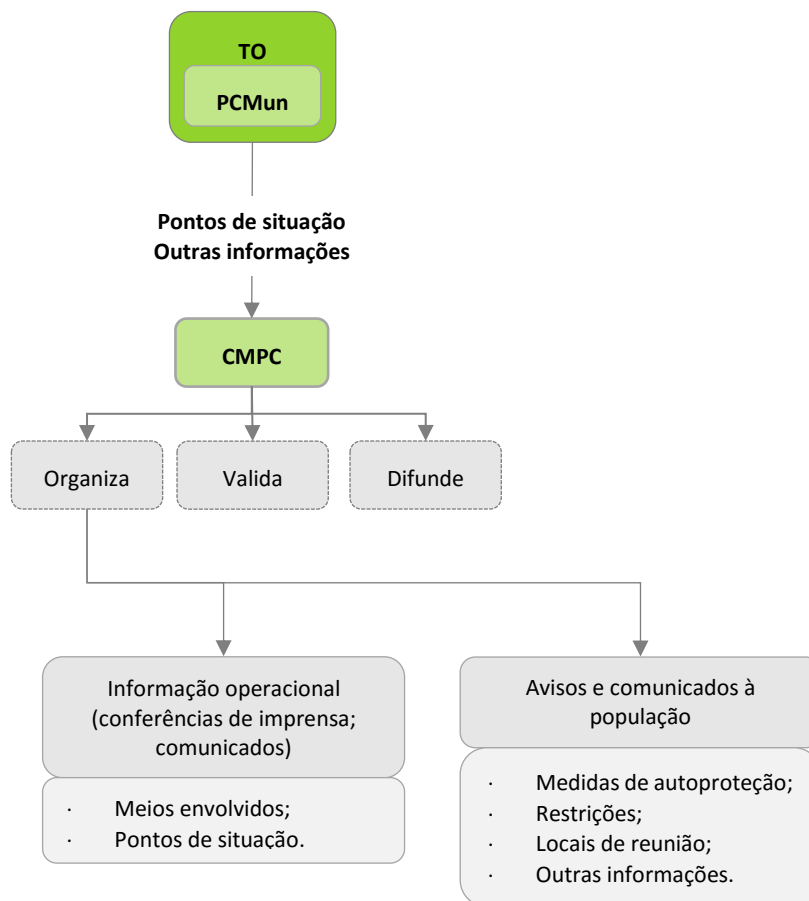 TO
PCMun
Pontos de situação
Outras informações
CMPC
Organiza
Valida
Difunde
Informação operacional
(conferências de imprensa;
comunicados)
· Meios envolvidos;
· Pontos de situação.
Avisos e comunicados à
população
· Medidas de autoproteção;
· Restrições;
· Locais de reunião;
· Outras informações.